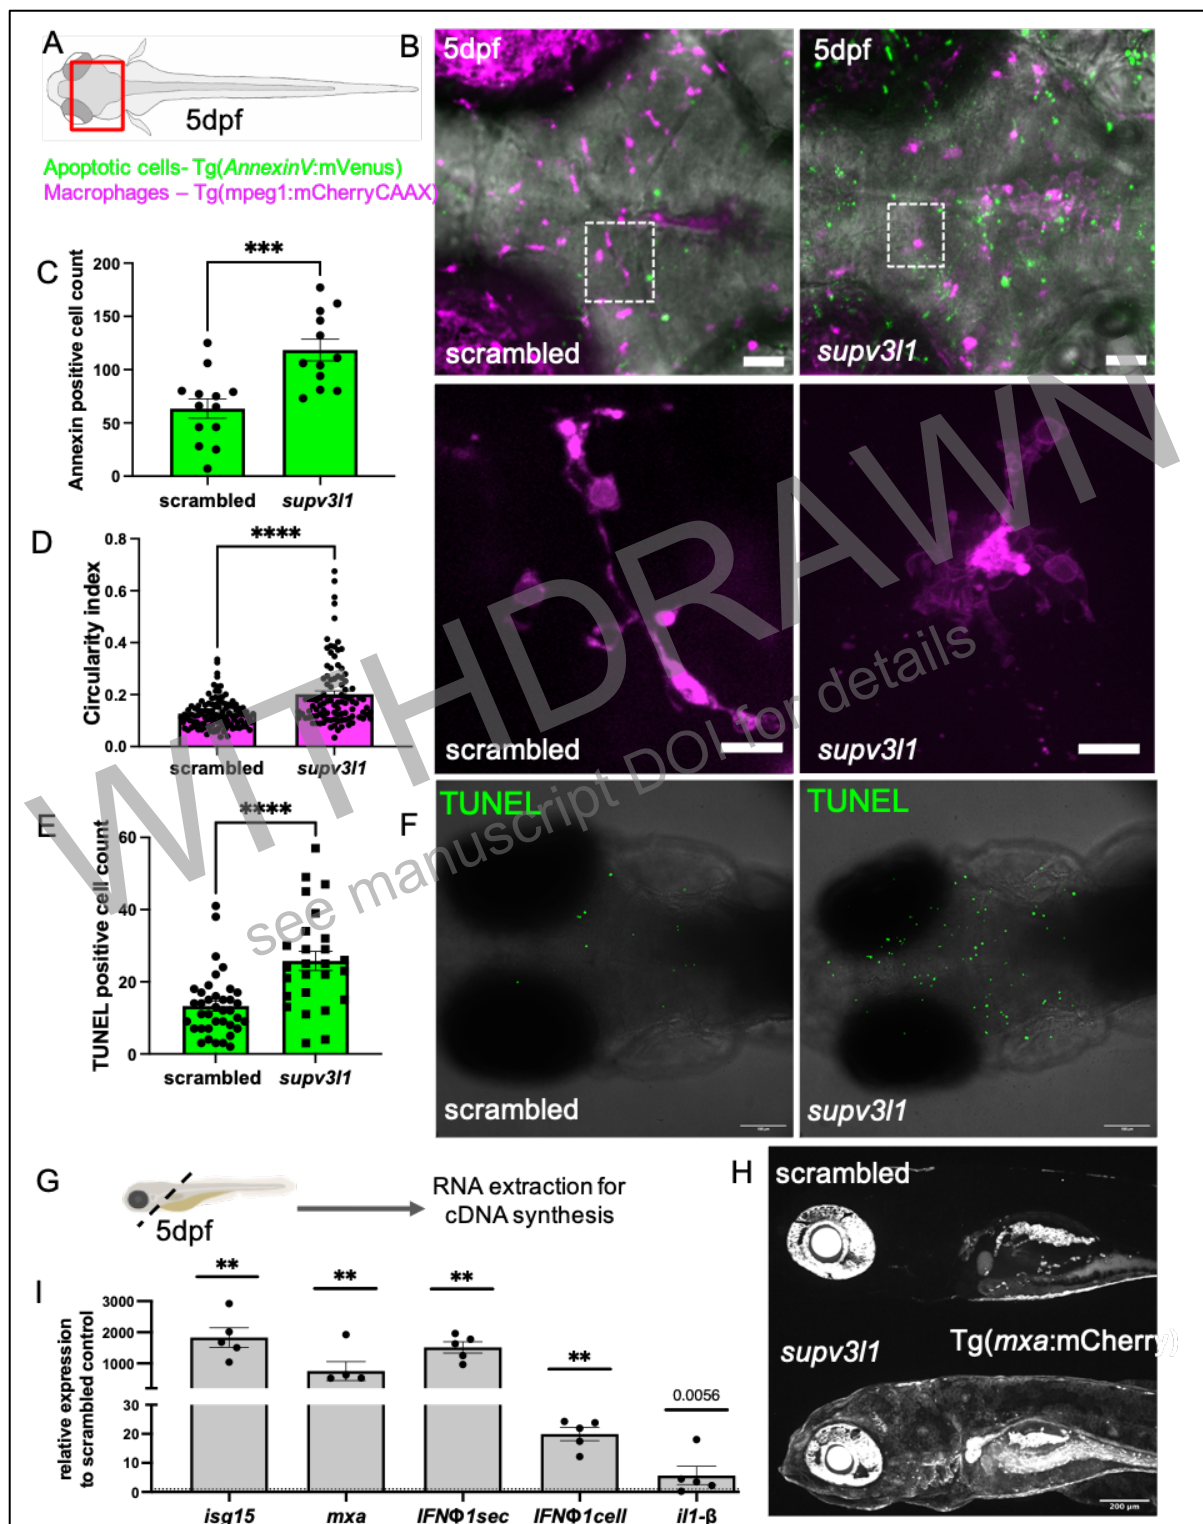 A
5dpf
Apoptotic cells- Tg(AnnexinV:mVenus)
Macrophages – Tg(mpeg1:mCherryCAAX)
B
5dpf
scrambled
5dpf
supv3l1
scrambled
supv3l1
C
***
Annexin positive cell count
200
150
100
50
0
scrambled
supv3l1
D
****
Circularity index
0.8
0.6
0.4
0.2
0.0
scrambled
supv3l1
E
****
TUNEL positive cell count
60
40
20
0
scrambled
supv3l1
F
TUNEL
scrambled
TUNEL
supv3l1
G
5dpf
RNA extraction for
cDNA synthesis
H
scrambled
supv3l1
Tg(mxa:mCherry)
200 µm
I
relative expression
to scrambled control
3000
2000
1000
30
20
10
0
**
**
**
**
0.0056
isg15
mxa
IFNΦ1sec
IFNΦ1cell
il1-β
WITHDRAWN
see manuscript DOI for details